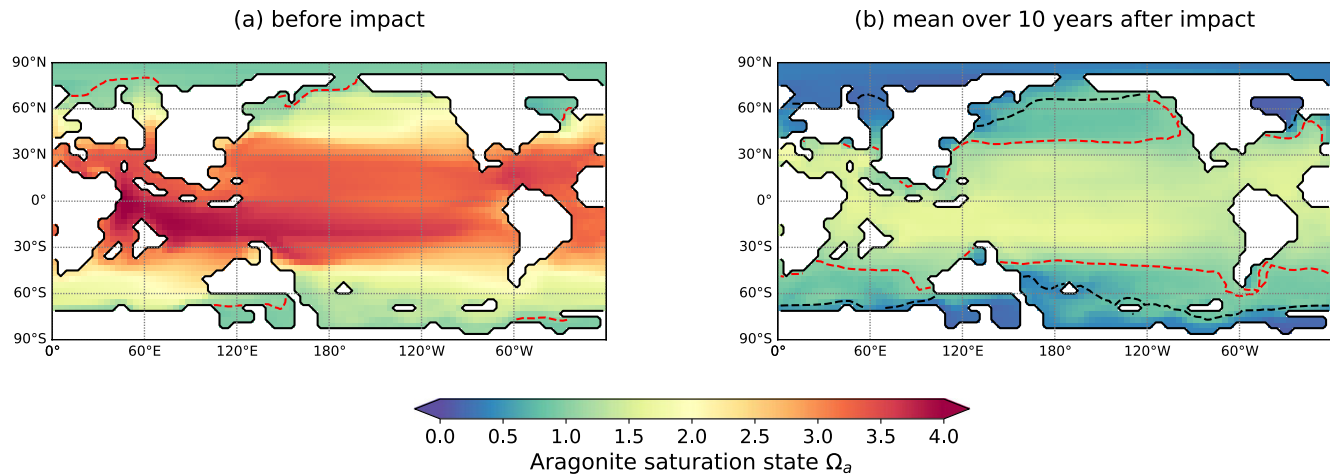 (a) before impact
(b) mean over 10 years after impact
90°N
60°N
30°N
0°
30°S
60°S
90°S
0° 60°E 120°E 180° 120°W 60°W
90°N
60°N
30°N
0°
30°S
60°S
90°S
0° 60°E 120°E 180° 120°W 60°W
0.0 0.5 1.0 1.5 2.0 2.5 3.0 3.5 4.0
Aragonite saturation state Ωₐ